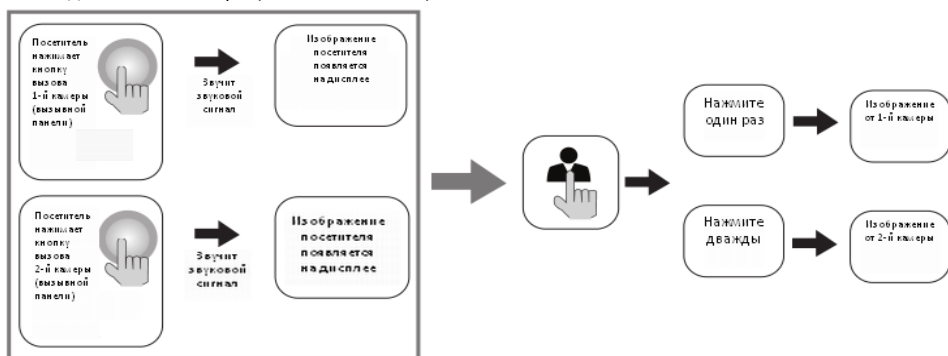 Посетитель
нажимает
кнопку
вызова
1-й камеры
(вызывной
панели)
Звучит
звуковой
сигнал
Изображение
посетителя
появляется
на дисплее
Посетитель
нажимает
кнопку
вызова
2-й камеры
(вызывной
панели)
Звучит
звуковой
сигнал
Изображение
посетителя
появляется
на дисплее
Нажмите
один раз
Изображение
от 1-й камеры
Нажмите
дважды
Изображение
от 2-й камеры